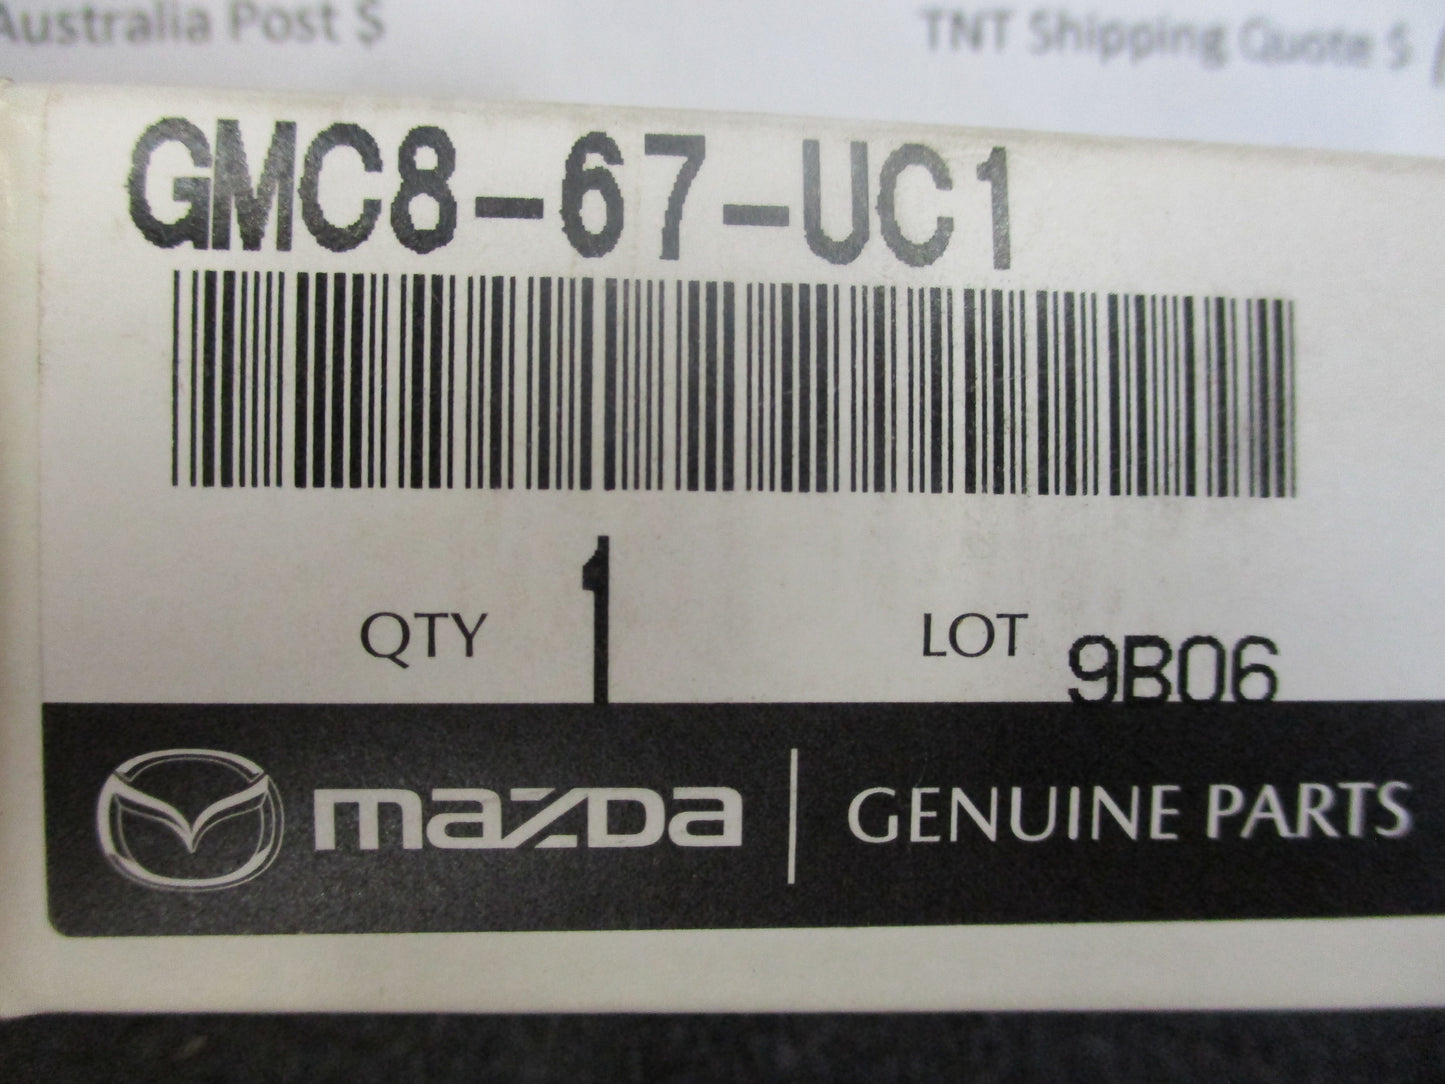 Australia Post $
TNT Shipping Quote $
GMC8-67-UC1
QTY 1 LOT 9B06
mazda GENUINE PARTS